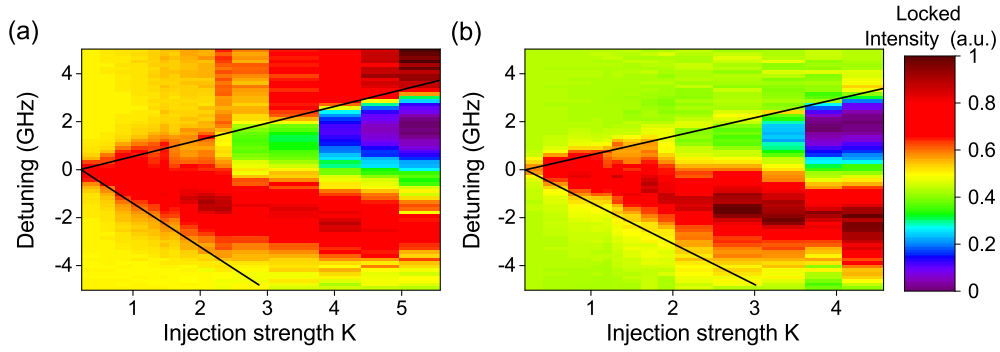 (a)
Detuning (GHz)
4
2
0
-2
-4
1 2 3 4 5
Injection strength K
(b)
Detuning (GHz)
4
2
0
-2
-4
1 2 3 4
Injection strength K
Locked
Intensity (a.u.)
1
0.8
0.6
0.4
0.2
0